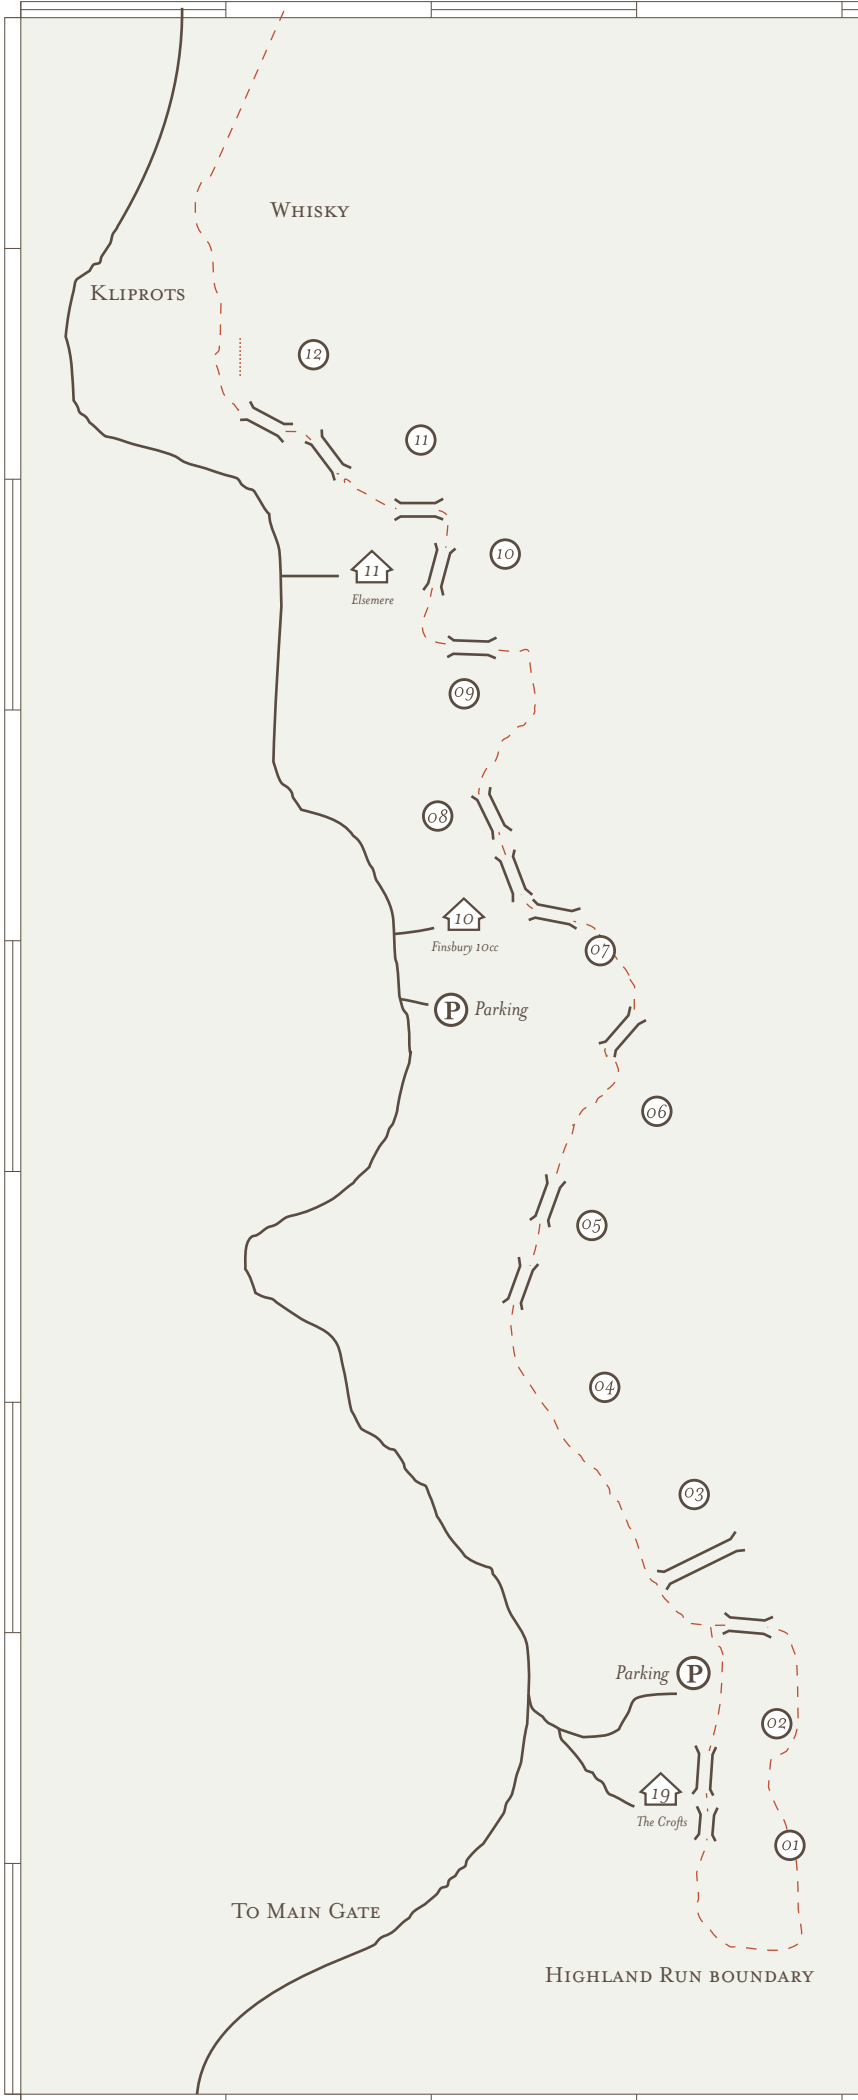 Whisky
Kliprots
12
11
10
11
Elsemere
09
08
10
Finsbury 10cc
07
P Parking
06
05
04
03
Parking P
02
19
The Crofts
01
To Main Gate
Highland Run boundary